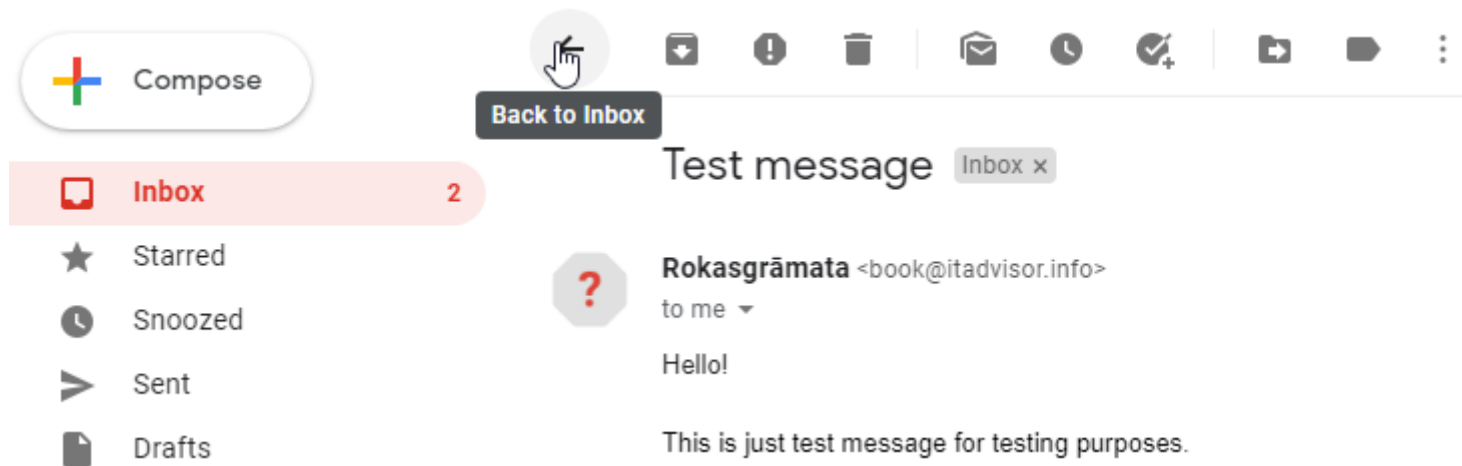 Compose
Back to Inbox
Inbox 2
Starred
Snoozed
Sent
Drafts
Test message Inbox ×
?
Rokasgrāmata <book@itadvisor.info>
to me
Hello!
This is just test message for testing purposes.